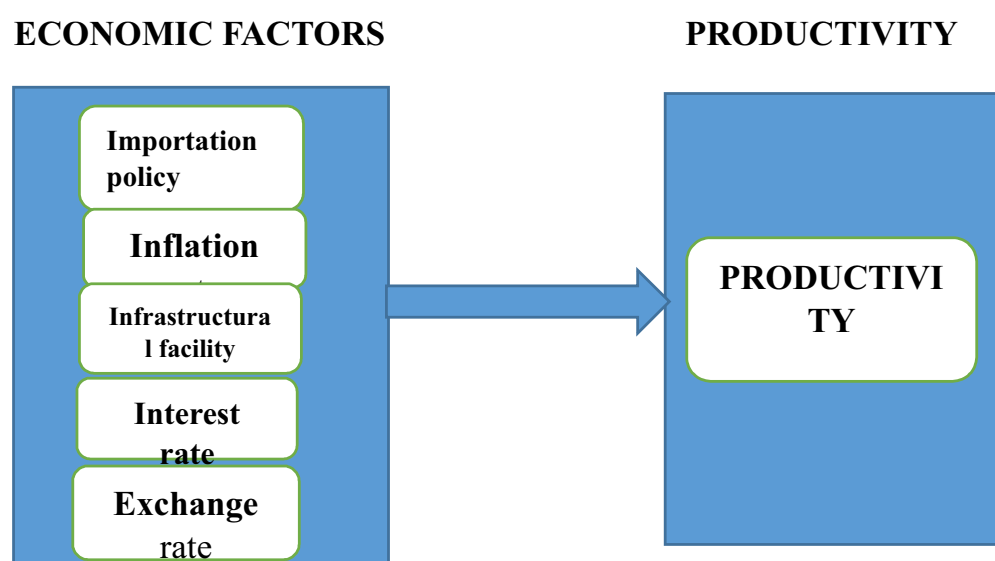 ECONOMIC FACTORS
PRODUCTIVITY
Importation
policy
Inflation
Infrastructura
l facility
Interest
rate
Exchange
rate
PRODUCTIVI
TY